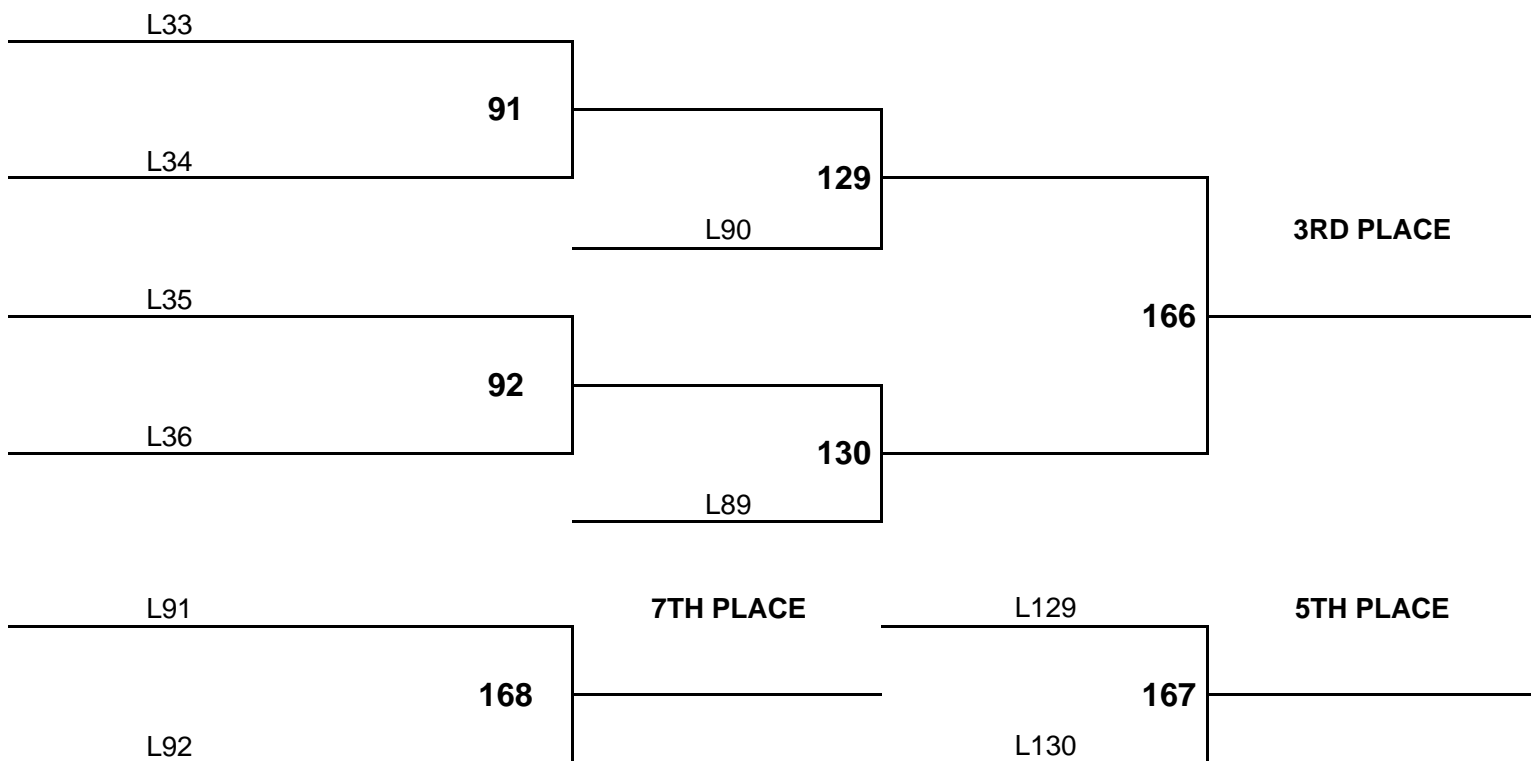 L33
91
L34
129
L90
3RD PLACE
L35
166
92
L36
130
L89
L91
7TH PLACE
L129
5TH PLACE
168
167
L92
L130